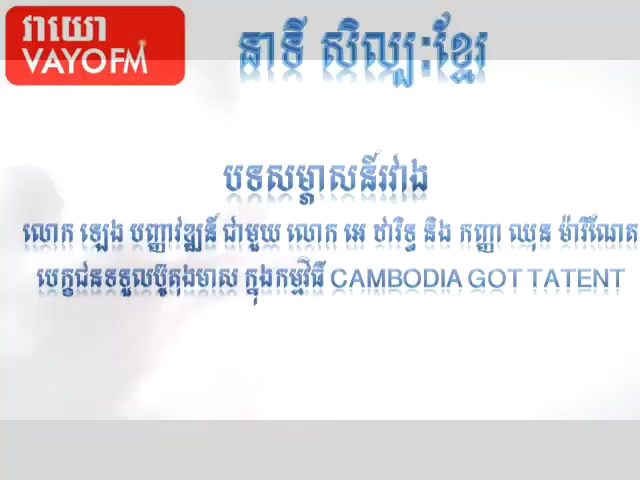 វាយោ
VAYOFM
នាទី សិល្បៈខ្មែរ
បទសម្ភាសន៍រវាង
លោក ឡេង បញ្ញាវឌ្ឍន៍ ជាមួយ លោក អេ ថាវិទ្ធ និង កញ្ញា ឈុន ម៉ារីណែត
បេក្ខជនទទួលប៊ូតុងមាស ក្នុងកម្មវិធី CAMBODIA GOT TATENT